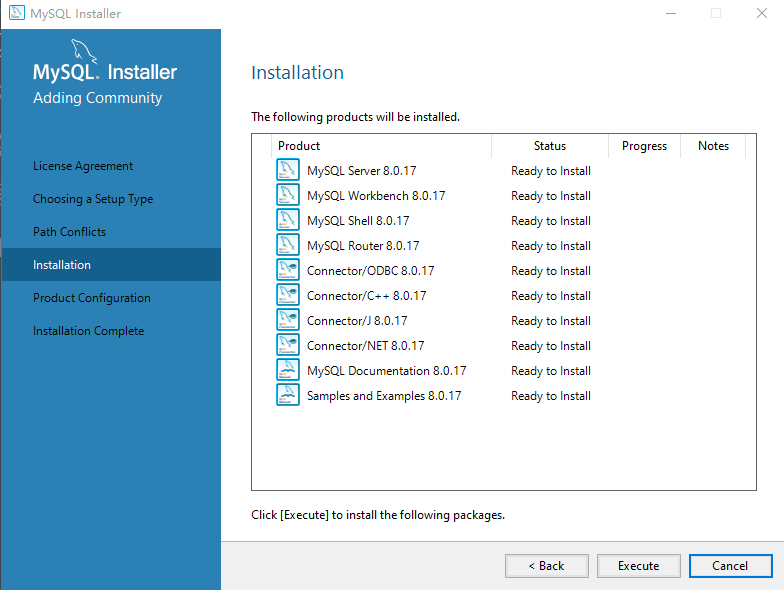 MySQL Installer
MySQL. Installer
Adding Community
License Agreement
Choosing a Setup Type
Path Conflicts
Installation
Product Configuration
Installation Complete
Installation
The following products will be installed.
Product Status Progress Notes
MySQL Server 8.0.17 Ready to Install
MySQL Workbench 8.0.17 Ready to Install
MySQL Shell 8.0.17 Ready to Install
MySQL Router 8.0.17 Ready to Install
Connector/ODBC 8.0.17 Ready to Install
Connector/C++ 8.0.17 Ready to Install
Connector/J 8.0.17 Ready to Install
Connector/NET 8.0.17 Ready to Install
MySQL Documentation 8.0.17 Ready to Install
Samples and Examples 8.0.17 Ready to Install
Click [Execute] to install the following packages.
< Back Execute Cancel